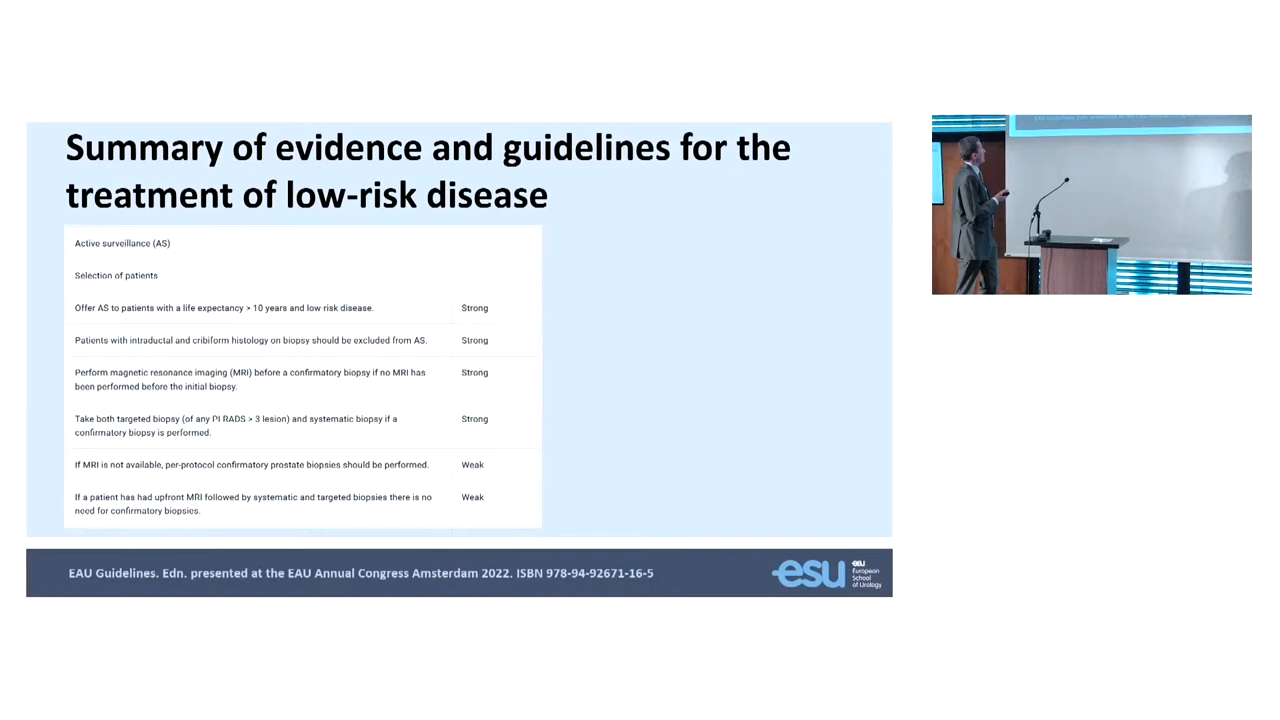 Summary of evidence and guidelines for the
treatment of low-risk disease
Active surveillance (AS)
Selection of patients
Offer AS to patients with a life expectancy > 10 years and low risk disease. Strong
Patients with intraductal and cribiform histology on biopsy should be excluded from AS. Strong
Perform magnetic resonance imaging (MRI) before a confirmatory biopsy if no MRI has Strong
been performed before the initial biopsy.
Take both targeted biopsy (of any PI RADS > 3 lesion) and systematic biopsy if a Strong
confirmatory biopsy is performed.
If MRI is not available, per-protocol confirmatory prostate biopsies should be performed. Weak
If a patient has had upfront MRI followed by systematic and targeted biopsies there is no Weak
need for confirmatory biopsies.
EAU Guidelines. Edn. presented at the EAU Annual Congress Amsterdam 2022. ISBN 978-94-92671-16-5
esu
eau
European
School
of Urology